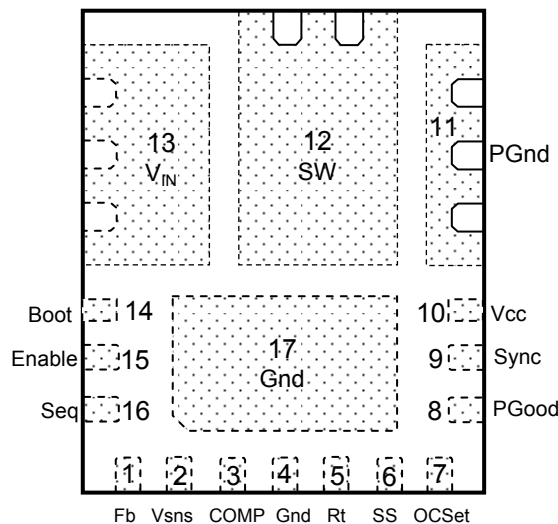 13
V_IN
12
SW
11
PGnd
Boot
14
10
Vcc
Enable
15
17
Gnd
9
Sync
Seq
16
8
PGood
1
2
3
4
5
6
7
Fb
Vsns
COMP
Gnd
Rt
SS
OCSet